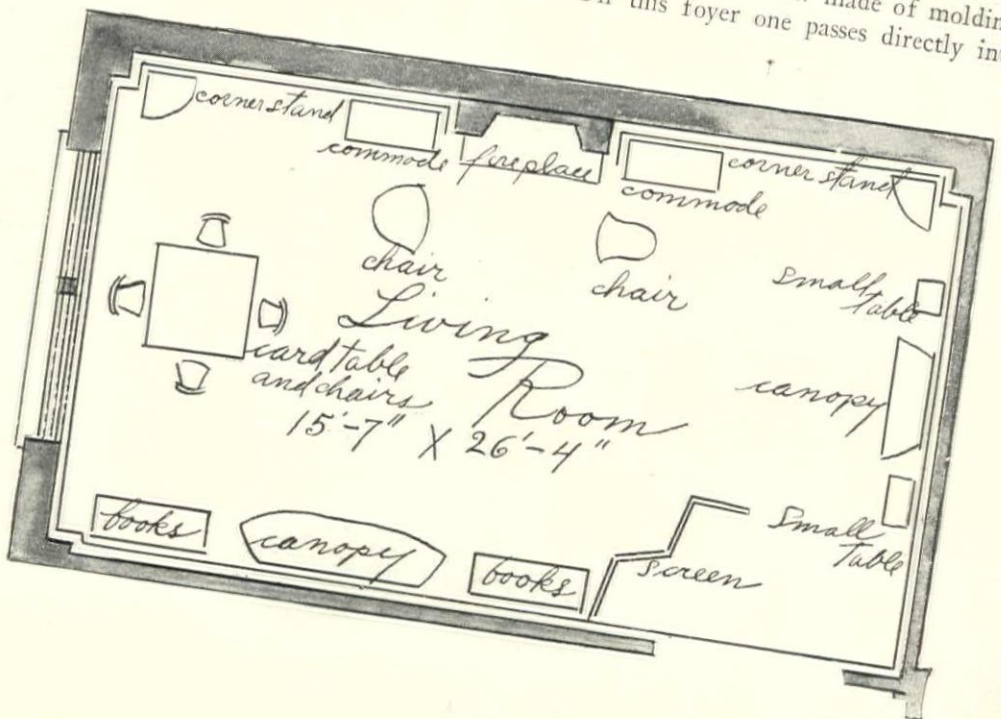 made of moldin
this foyer one passes directly in
corner stand
commode
fireplace
commode
corner stand
chair
chair
small
table
Living
Room
card table
and chairs
15'-7" X 26'-4"
canopy
books
canopy
books
screen
small
table